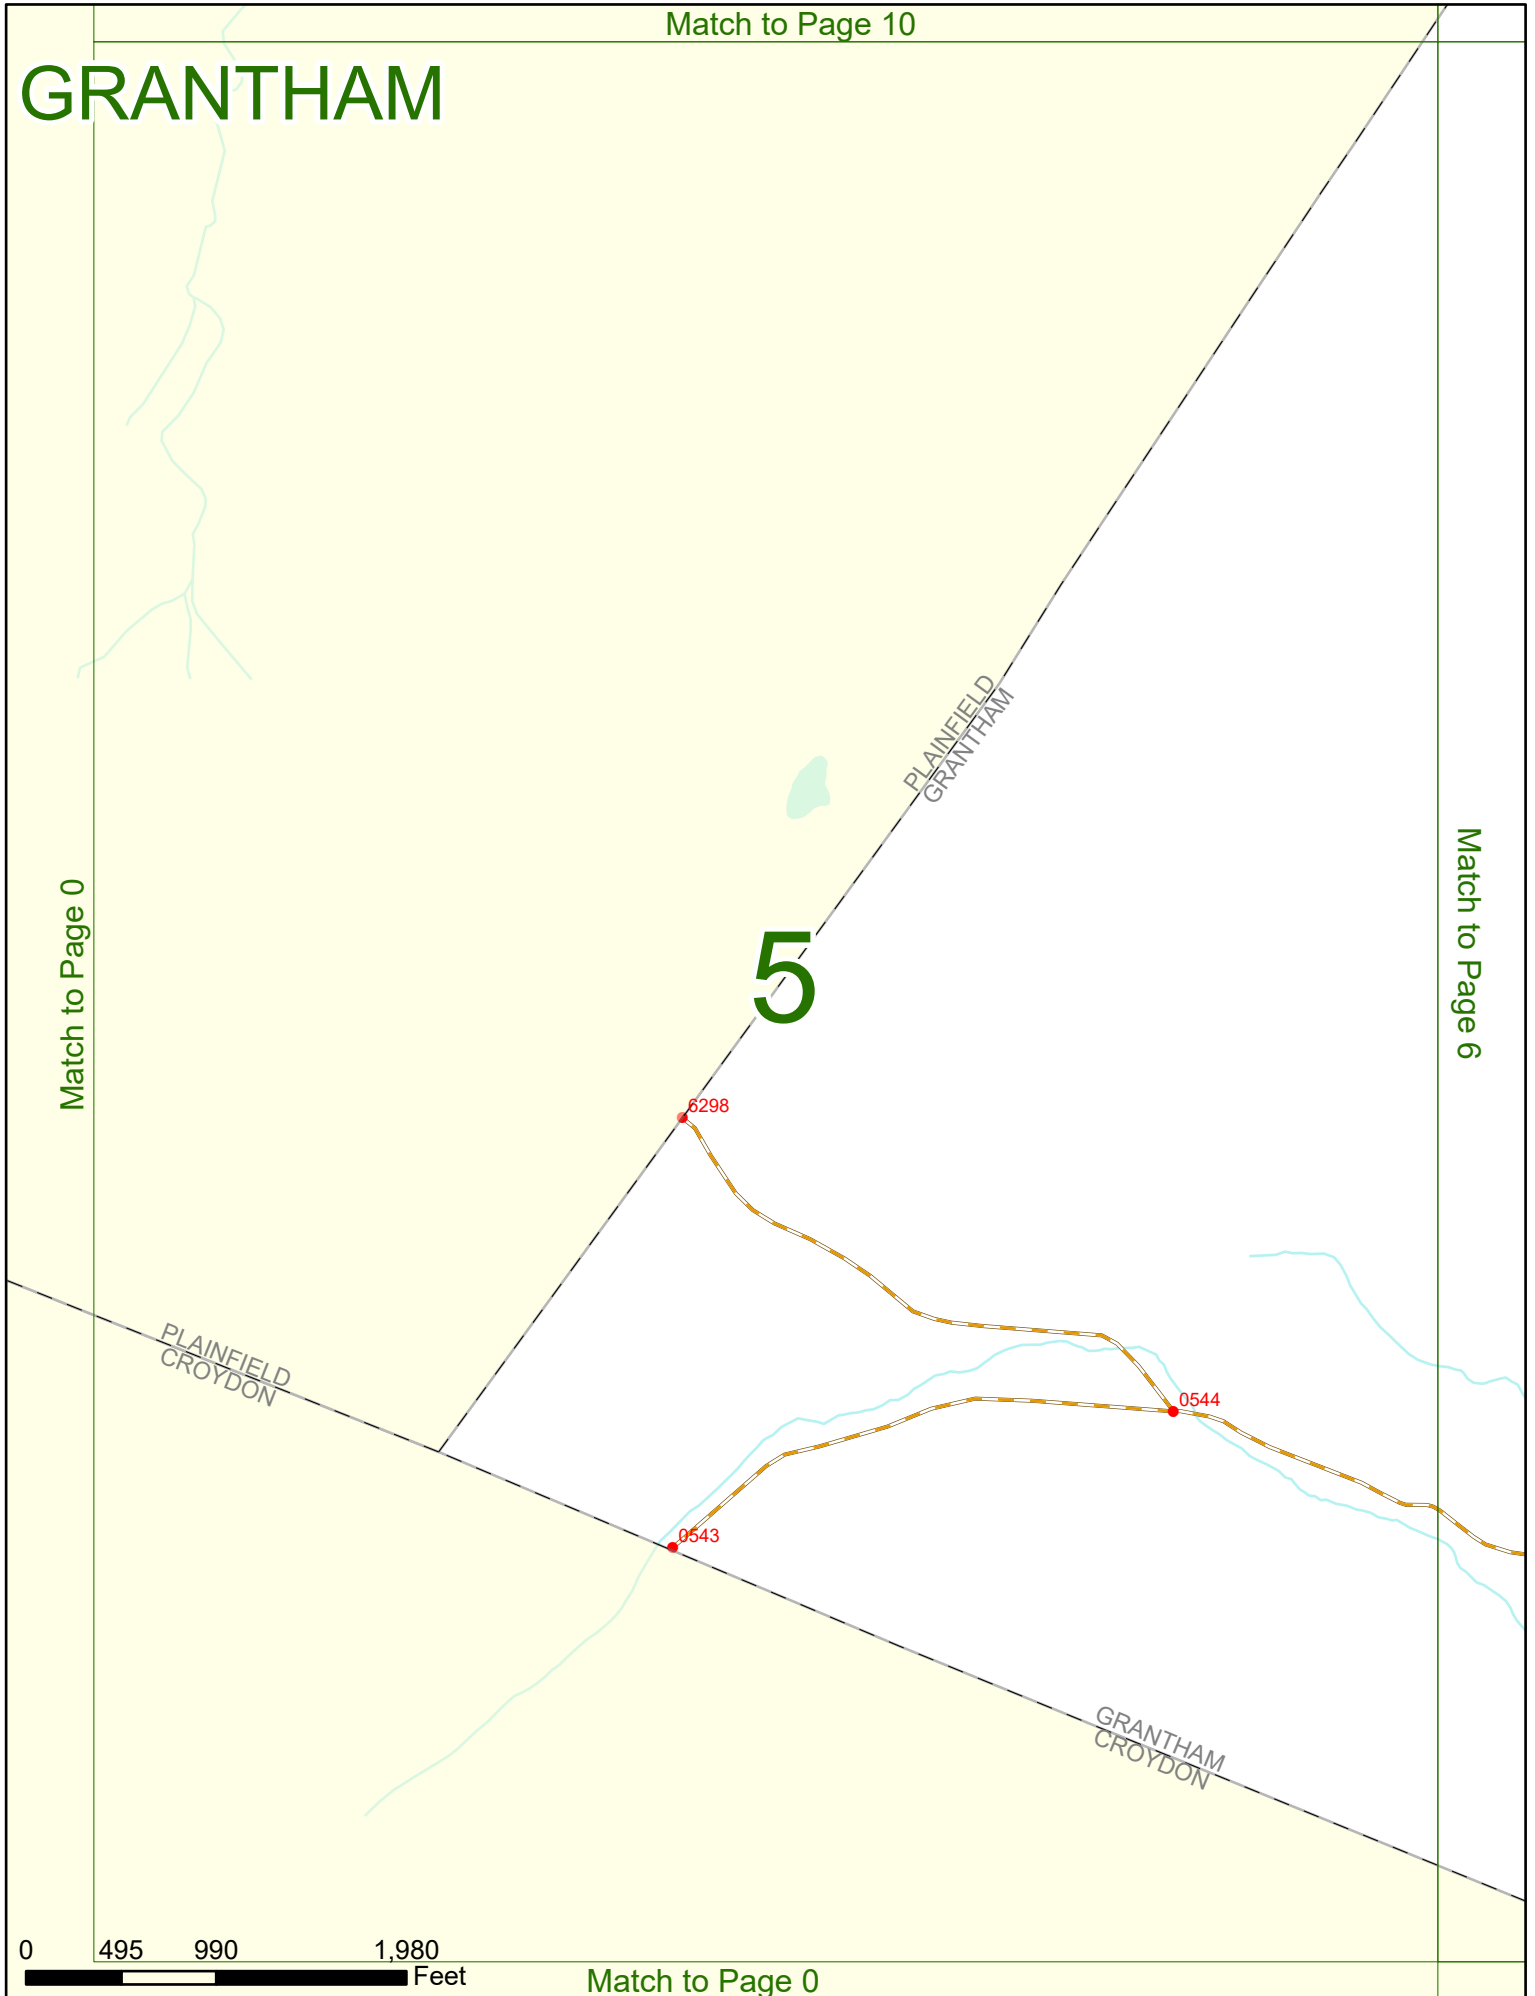 Match to Page 10
GRANTHAM
PLAINFIELD
GRANTHAM
Match to Page 0
Match to Page 6
5
6298
PLAINFIELD
CROYDON
0544
0543
GRANTHAM
CROYDON
0 495 990 1,980
Feet
Match to Page 0